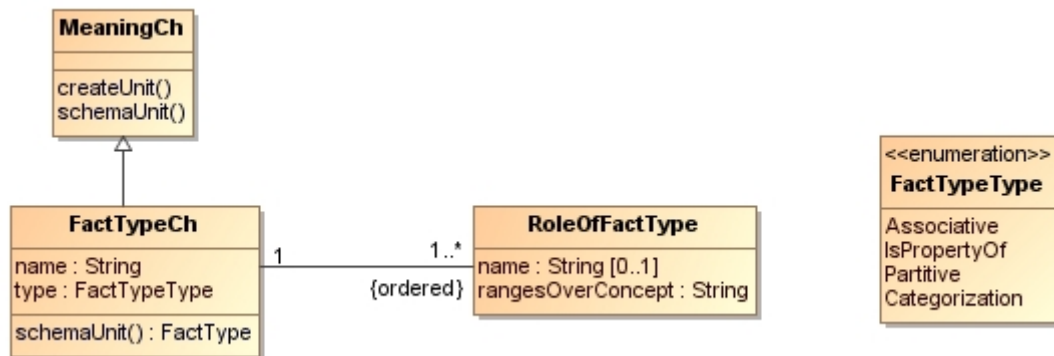 MeaningCh
createUnit()
schemaUnit()
FactTypeCh
name : String
type : FactTypeType
schemaUnit() : FactType
1
1..*
{ordered}
RoleOfFactType
name : String [0..1]
rangesOverConcept : String
<<enumeration>>
FactTypeType
Associative
IsPropertyOf
Partitive
Categorization